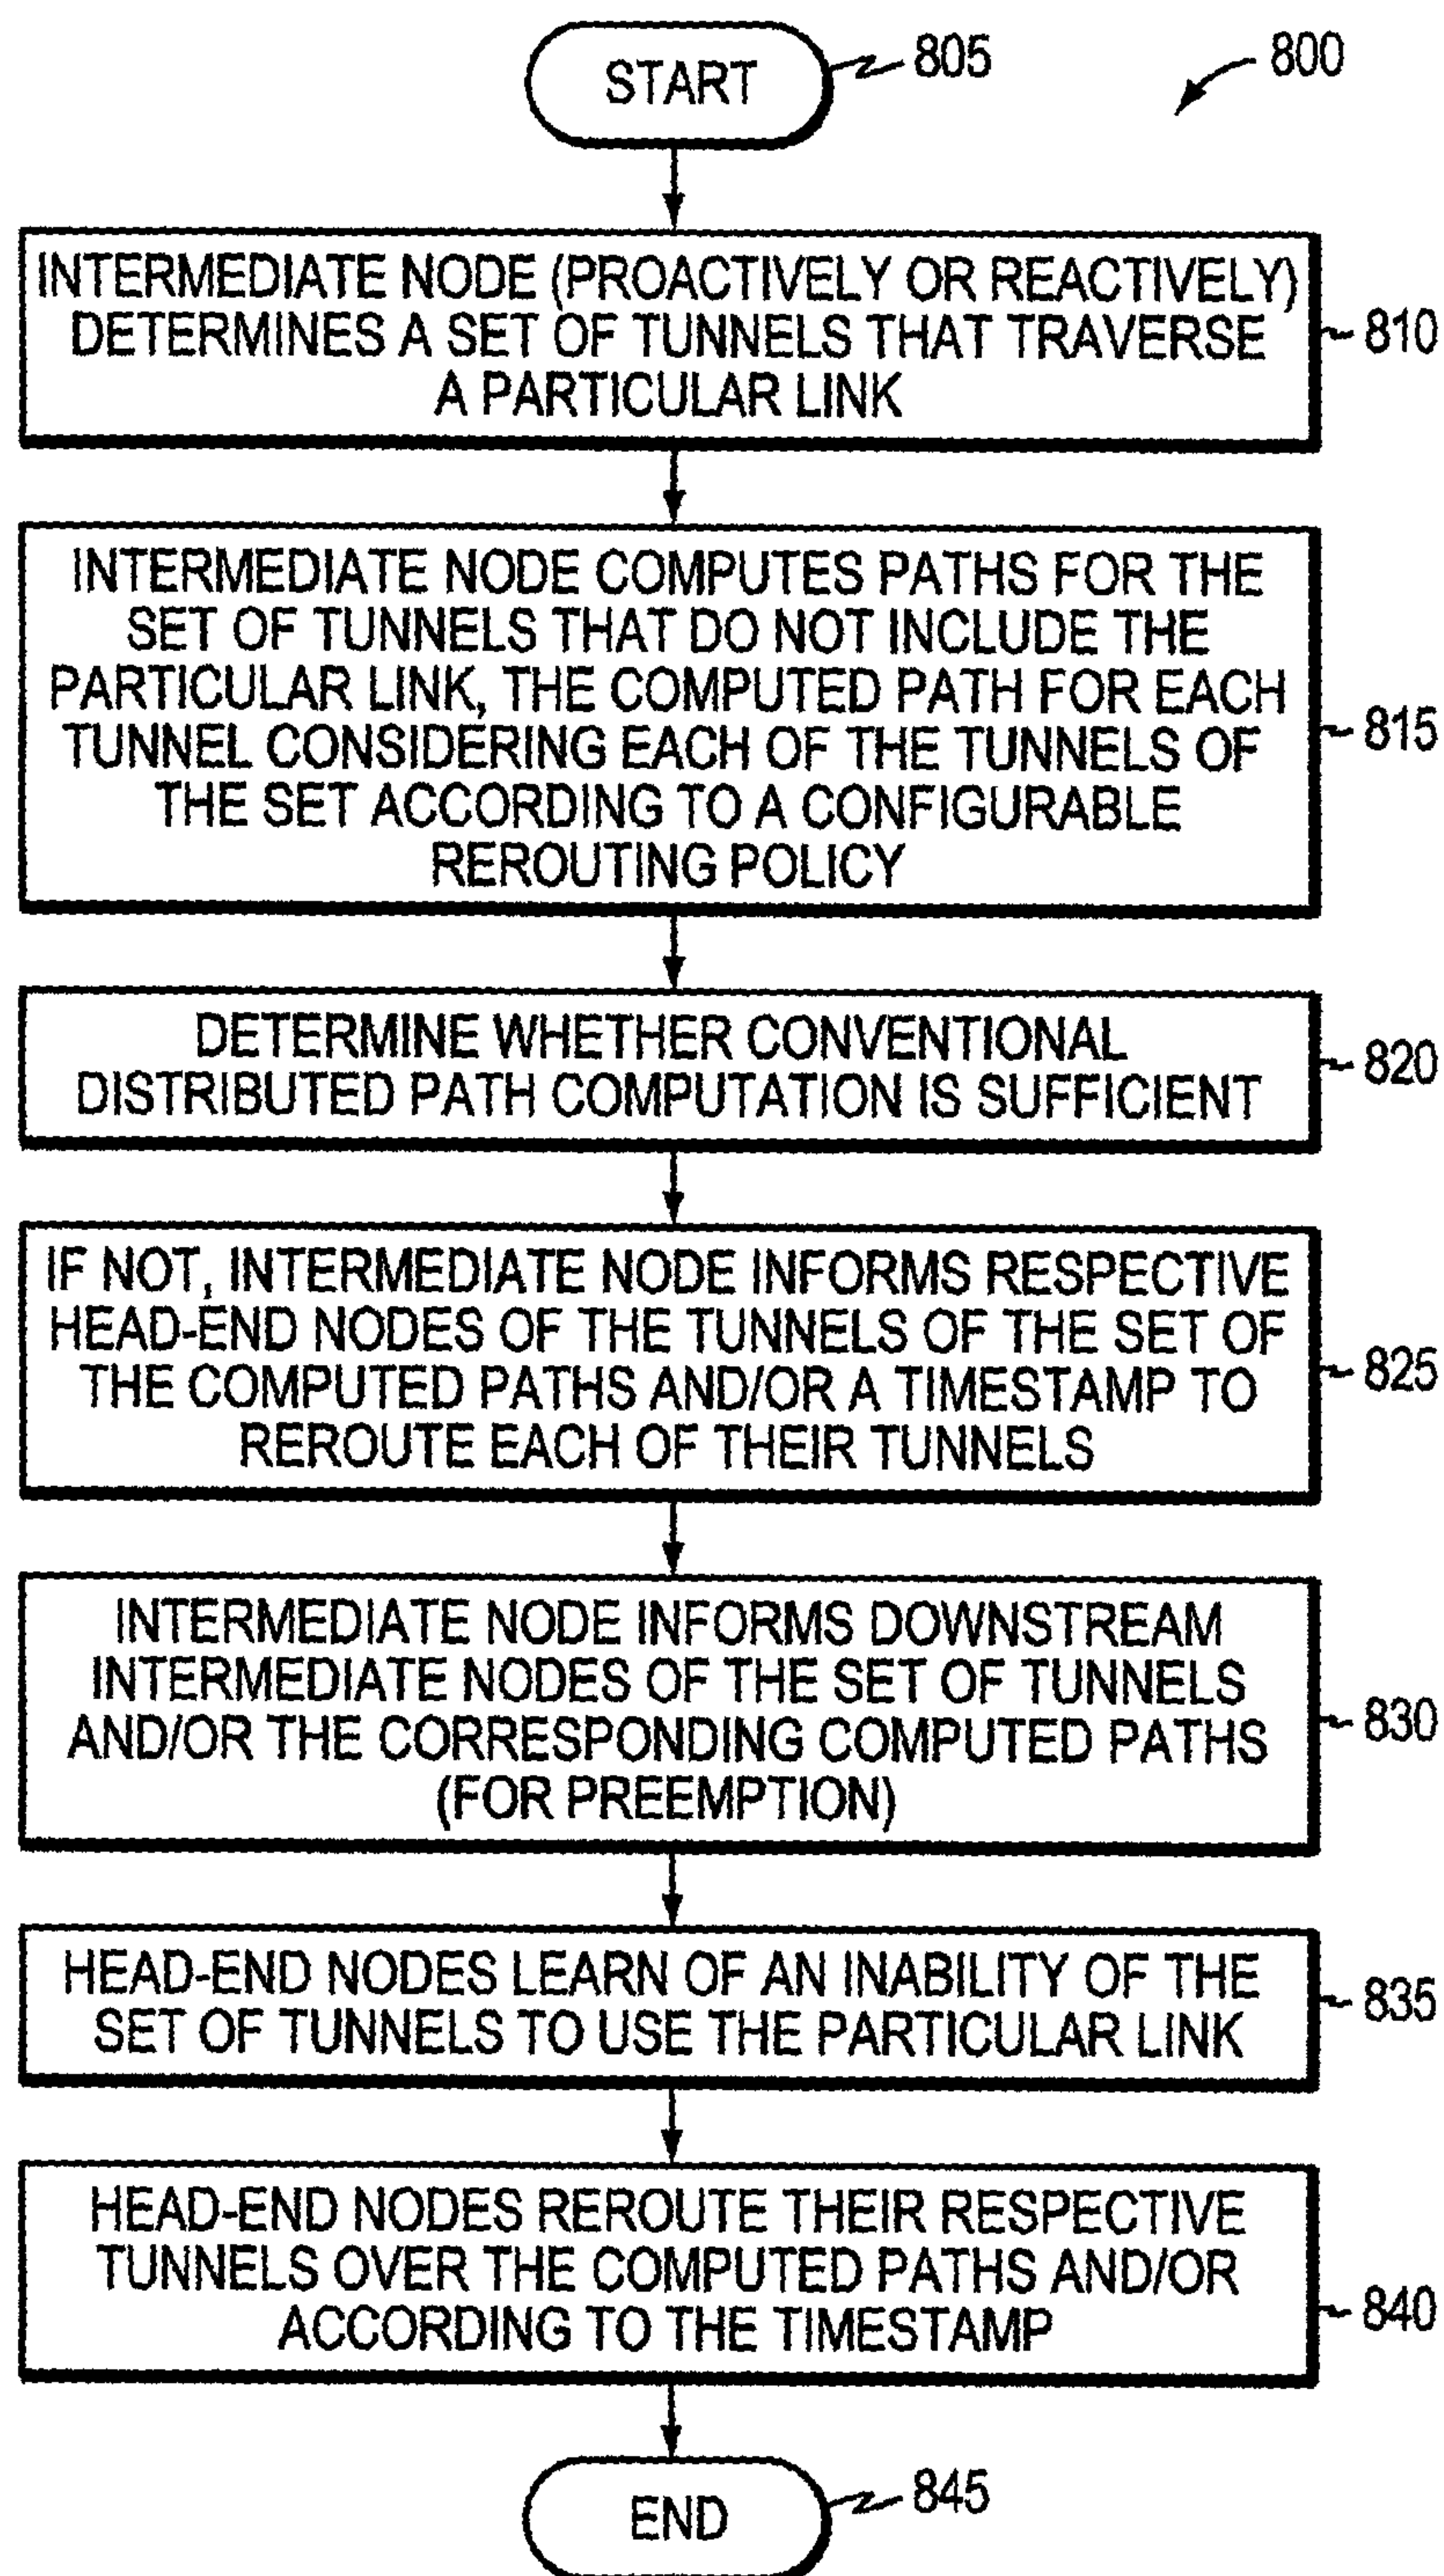 START
805
800
INTERMEDIATE NODE (PROACTIVELY OR REACTIVELY)
DETERMINES A SET OF TUNNELS THAT TRAVERSE
A PARTICULAR LINK
810
INTERMEDIATE NODE COMPUTES PATHS FOR THE
SET OF TUNNELS THAT DO NOT INCLUDE THE
PARTICULAR LINK, THE COMPUTED PATH FOR EACH
TUNNEL CONSIDERING EACH OF THE TUNNELS OF
THE SET ACCORDING TO A CONFIGURABLE
REROUTING POLICY
815
DETERMINE WHETHER CONVENTIONAL
DISTRIBUTED PATH COMPUTATION IS SUFFICIENT
820
IF NOT, INTERMEDIATE NODE INFORMS RESPECTIVE
HEAD-END NODES OF THE TUNNELS OF THE SET OF
THE COMPUTED PATHS AND/OR A TIMESTAMP TO
REROUTE EACH OF THEIR TUNNELS
825
INTERMEDIATE NODE INFORMS DOWNSTREAM
INTERMEDIATE NODES OF THE SET OF TUNNELS
AND/OR THE CORRESPONDING COMPUTED PATHS
(FOR PREEMPTION)
830
HEAD-END NODES LEARN OF AN INABILITY OF THE
SET OF TUNNELS TO USE THE PARTICULAR LINK
835
HEAD-END NODES REROUTE THEIR RESPECTIVE
TUNNELS OVER THE COMPUTED PATHS AND/OR
ACCORDING TO THE TIMESTAMP
840
END
845